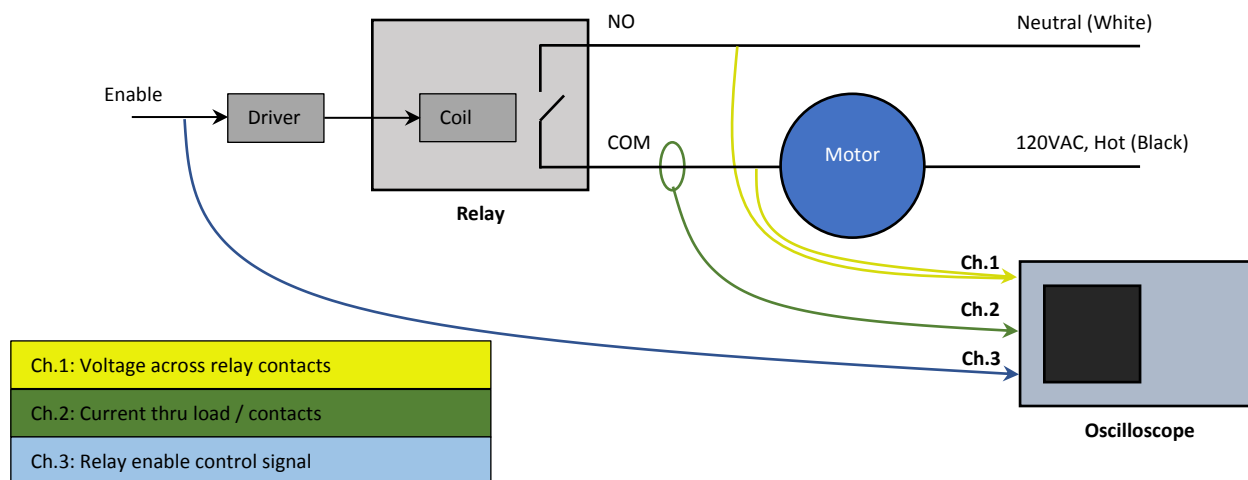 NO
Neutral (White)
Enable
Driver
Coil
COM
Motor
120VAC, Hot (Black)
Relay
Ch.1
Ch.2
Ch.3
Ch.1: Voltage across relay contacts
Ch.2: Current thru load / contacts
Ch.3: Relay enable control signal
Oscilloscope